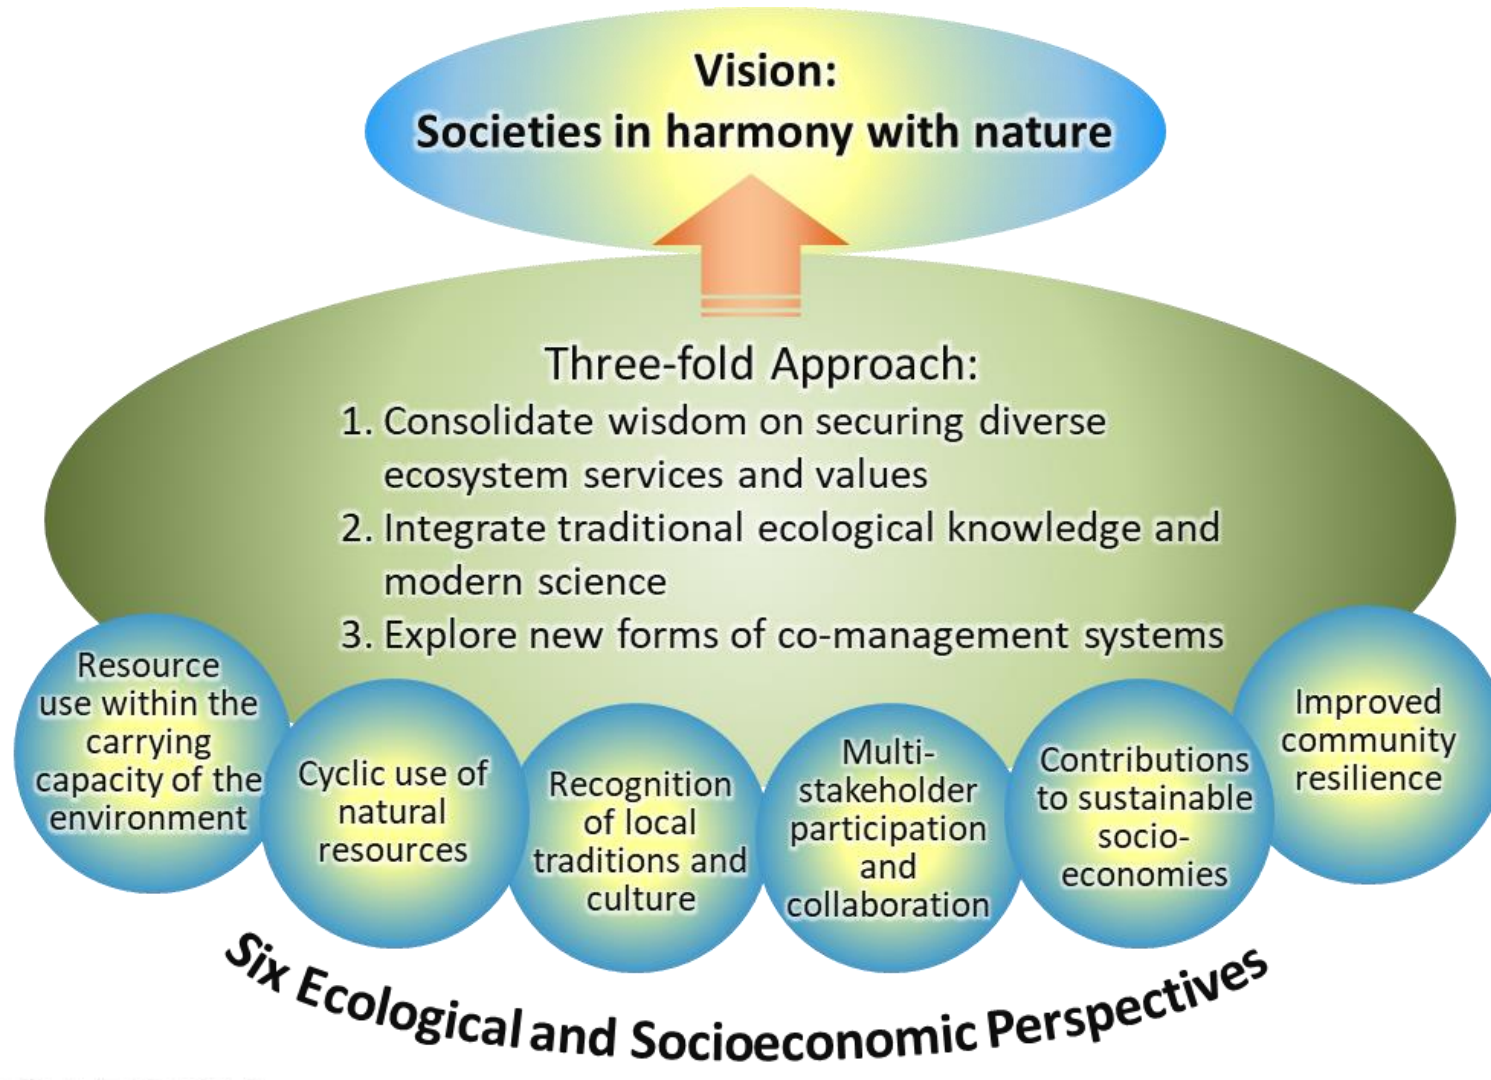 Vision:
Societies in harmony with nature
Three-fold Approach:
1. Consolidate wisdom on securing diverse
ecosystem services and values
2. Integrate traditional ecological knowledge and
modern science
3. Explore new forms of co-management systems
Resource
use within the
carrying
capacity of the
environment
Cyclic use of
natural
resources
Recognition
of local
traditions and
culture
Multi-
stakeholder
participation
and
collaboration
Contributions
to sustainable
socio-
economies
Improved
community
resilience
Six Ecological and Socioeconomic Perspectives